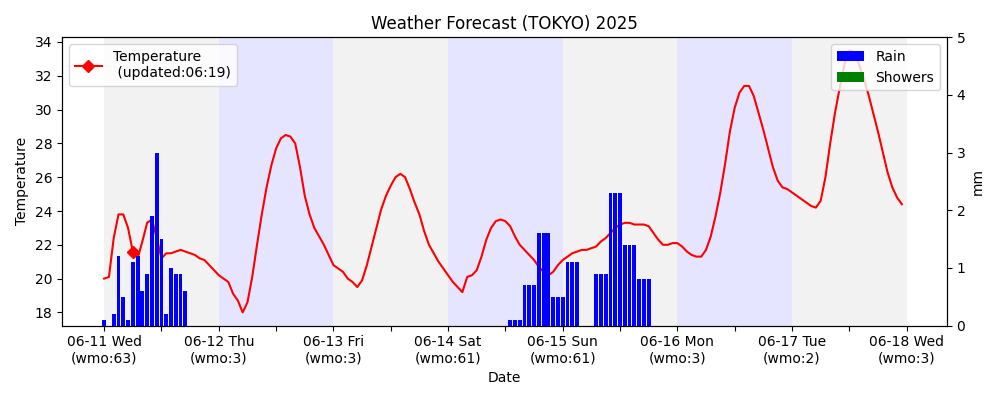 Weather Forecast (TOKYO) 2025
34
32
30
28
26
24
22
20
18
Temperature
Temperature
(updated:06:19)
Rain
Showers
5
4
3
2
1
0
mm
06-11 Wed
(wmo:63)
06-12 Thu
(wmo:3)
06-13 Fri
(wmo:3)
06-14 Sat
(wmo:61)
06-15 Sun
(wmo:61)
06-16 Mon
(wmo:3)
06-17 Tue
(wmo:2)
06-18 Wed
(wmo:3)
Date